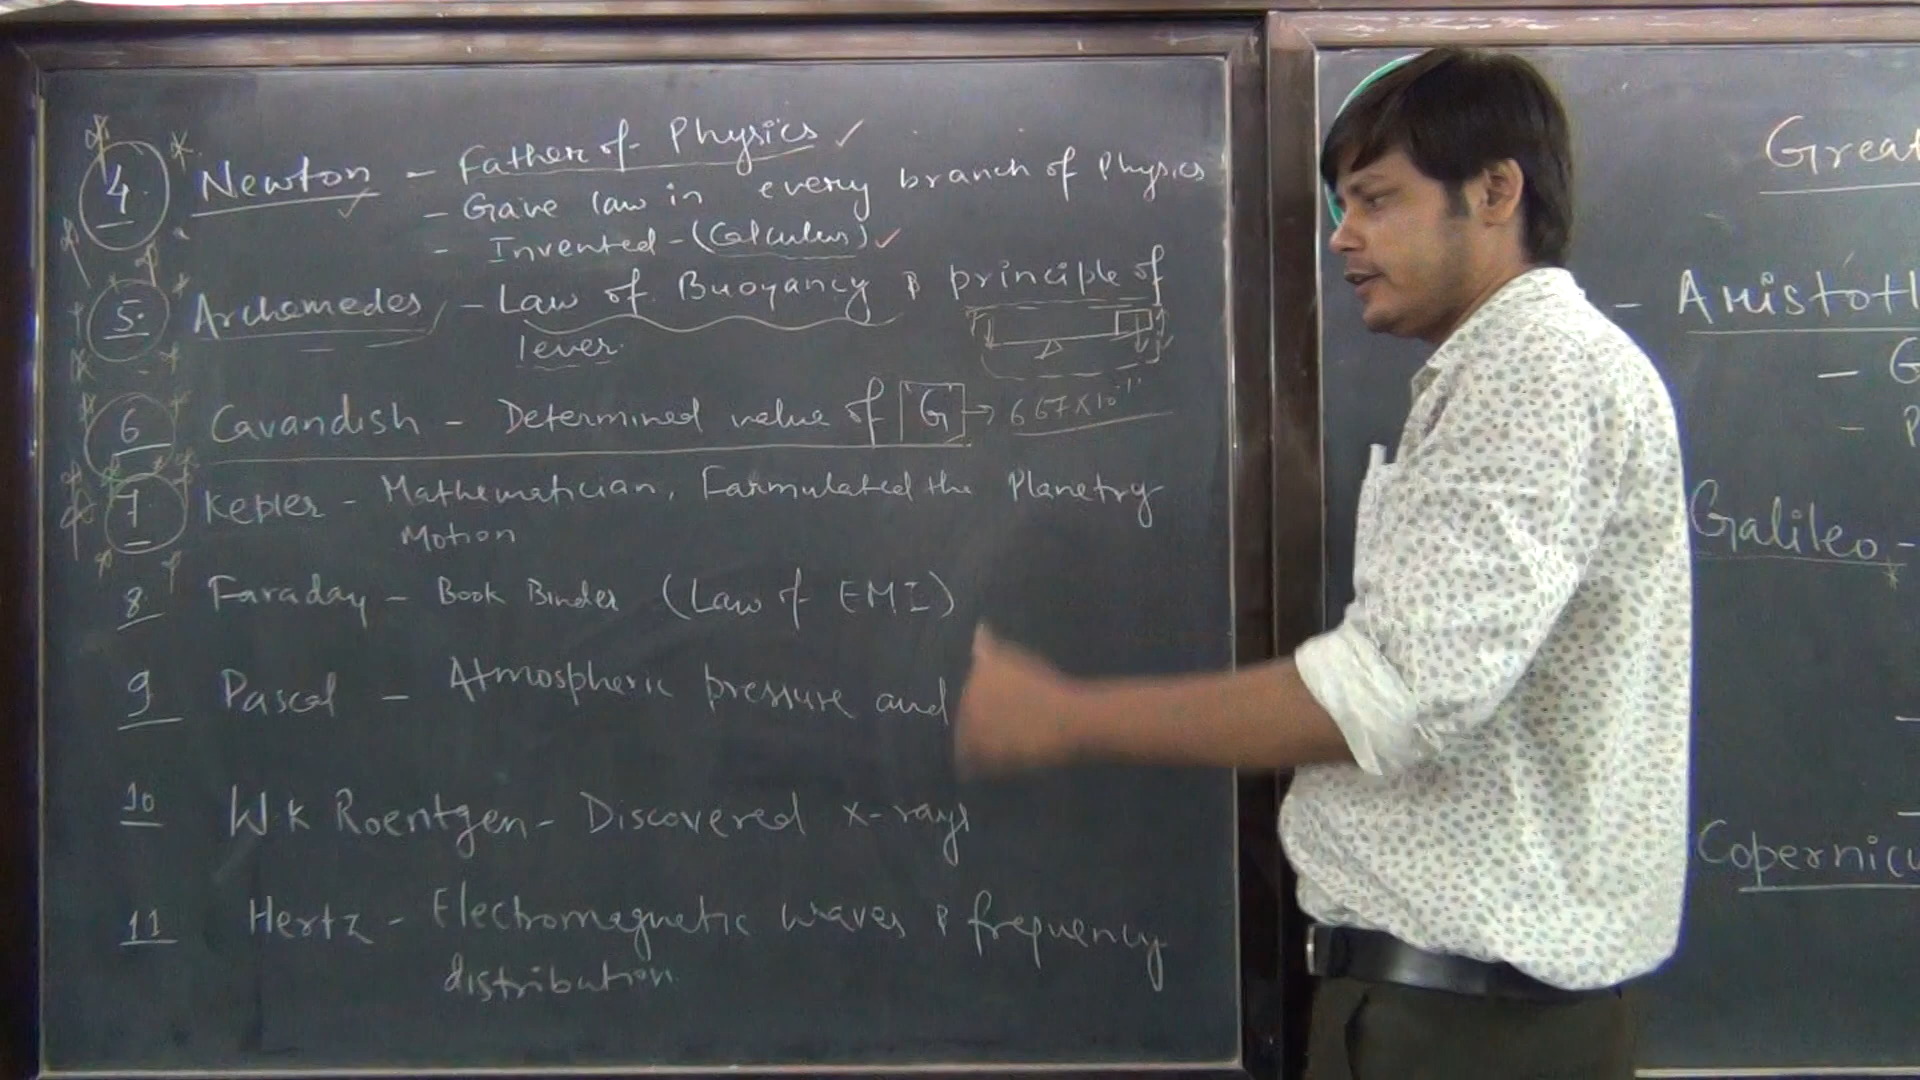 4. Newton - Father of Physics ✓
- Gave law in every branch of Physics
- Invented - (Calculus) ✓
5. Archemedes - Law of Buoyancy & principle of
lever.
6 Cavandish - Determined value of G → 667×10⁻¹¹
7 Kepler - Mathematician, Farmulated the Planetry
Motion
8 Faraday - Book Binder (Law of EMI)
9 Pascal - Atmospheric pressure and
10 W.K Roentgen - Discovered x-rays
11 Hertz - Electromagnetic waves & frequency
distribution
Great
- Aristotl
- G
- P
Galileo -
Copernicu